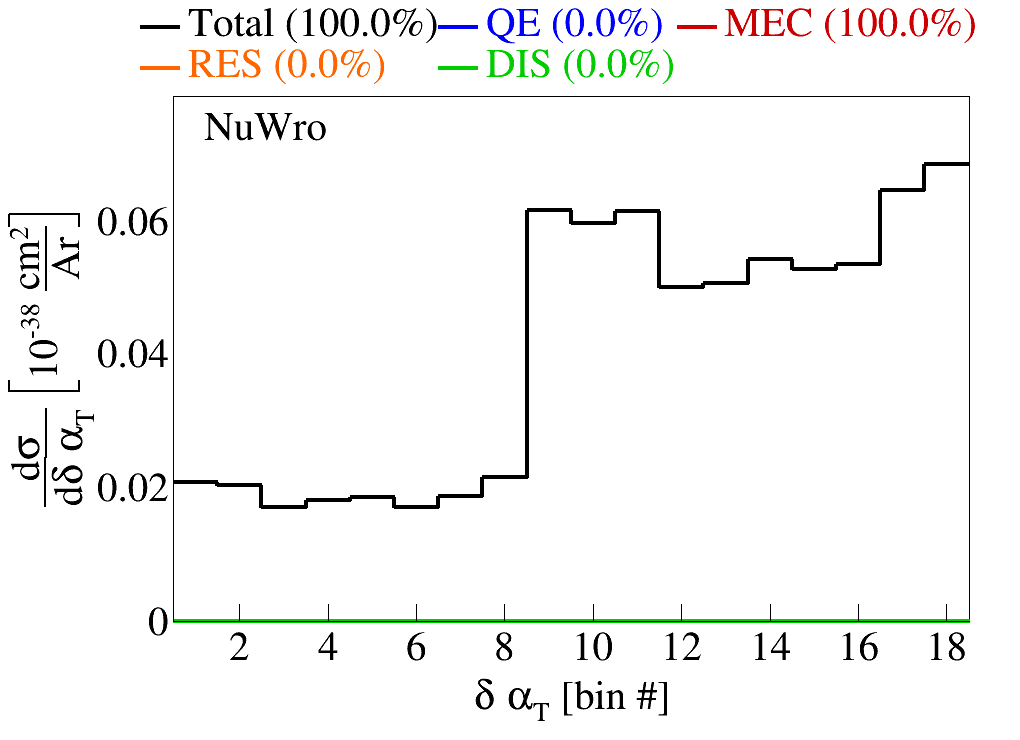 Total (100.0%) QE (0.0%) MEC (100.0%)
RES (0.0%) DIS (0.0%)
NuWro
dσ/dδ α_T [10^-38 cm^2/Ar]
0.06
0.04
0.02
0
2 4 6 8 10 12 14 16 18
δ α_T [bin #]